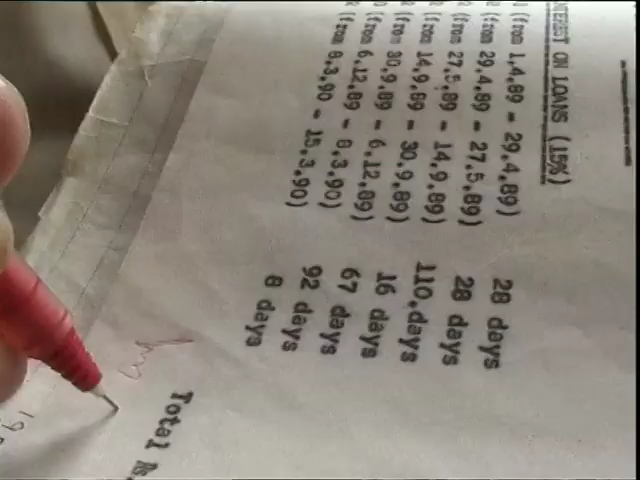 INTEREST ON LOANS (15%)
(from 1.4.89 - 29.4.89) 28 days
(from 29.4.89 - 27.5.89) 28 days
(from 27.5.89 - 14.9.89) 110.days
(from 14.9.89 - 30.9.89) 16 days
(from 30.9.89 - 6.12.89) 67 days
(from 6.12.89 - 8.3.90) 92 days
(from 8.3.90 - 15.3.90) 8 days
Total Rs.